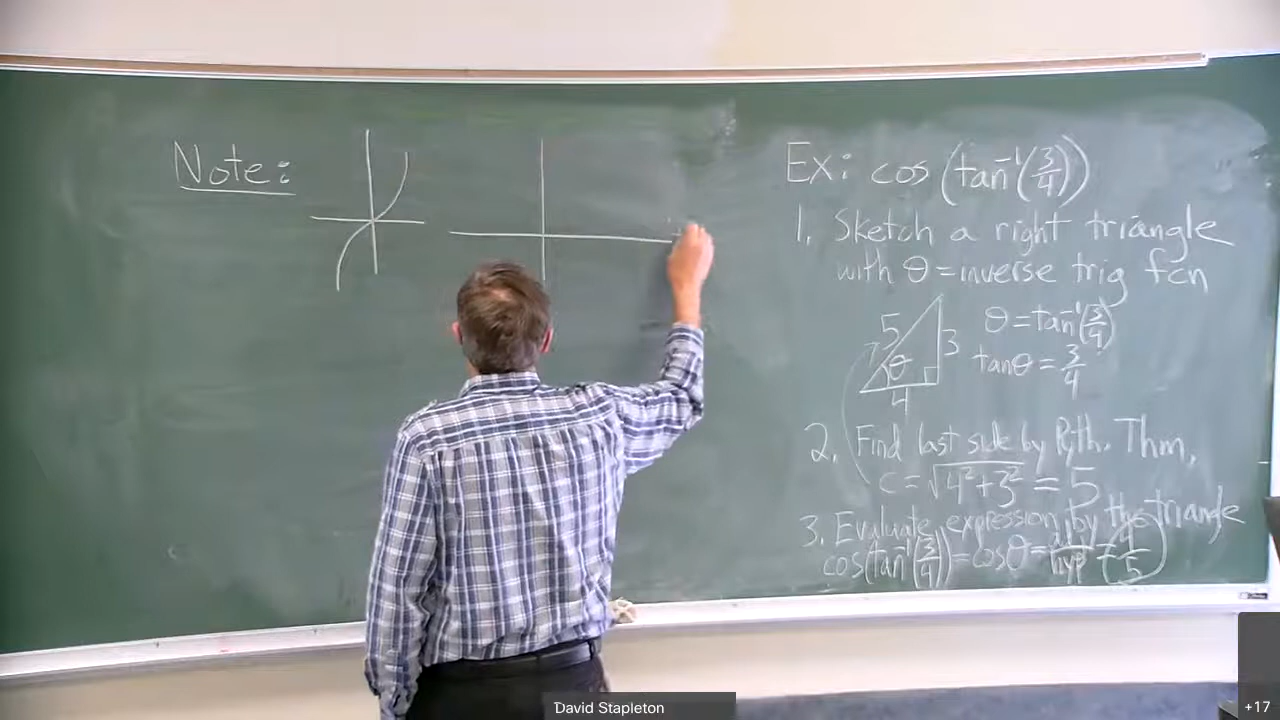 Note:
Ex: cos (tan⁻¹(3/4))
1. Sketch a right triangle
with θ = inverse trig fcn
5
3
θ
4
θ = tan⁻¹(3/4)
tanθ = 3/4
2. Find last side by Pyth. Thm.
c = √(4²+3²) = 5
3. Evaluate expression by the triangle
cos(tan⁻¹(3/4)) = cosθ = adj/hyp = 4/5
David Stapleton
+17